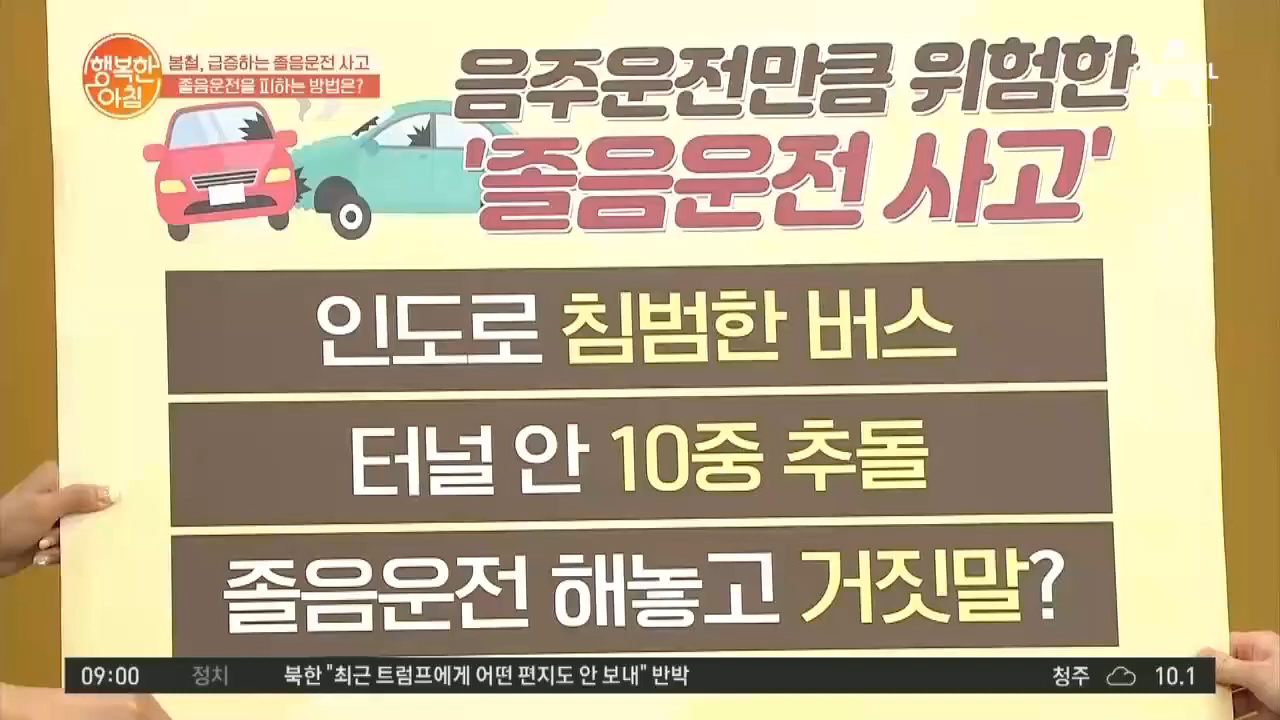 행복한
아침
봄철, 급증하는 졸음운전 사고
졸음운전을 피하는 방법은?
음주운전만큼 위험한
'졸음운전 사고'
인도로 침범한 버스
터널 안 10중 추돌
졸음운전 해놓고 거짓말?
09:00 정치 북한 "최근 트럼프에게 어떤 편지도 안 보내" 반박 청주 10.1